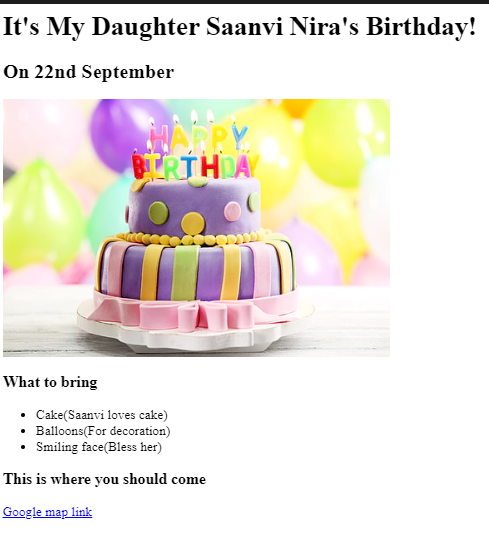 It's My Daughter Saanvi Nira's Birthday!
On 22nd September
HAPPY
BIRTHDAY
What to bring
Cake(Saanvi loves cake)
Balloons(For decoration)
Smiling face(Bless her)
This is where you should come
Google map link